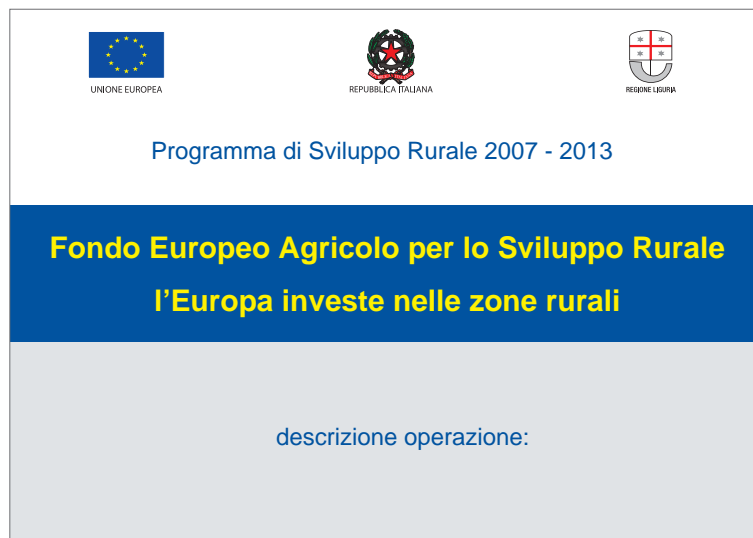 UNIONE EUROPEA
REPUBBLICA ITALIANA
REGIONE LIGURIA
Programma di Sviluppo Rurale 2007 - 2013
Fondo Europeo Agricolo per lo Sviluppo Rurale
l’Europa investe nelle zone rurali
descrizione operazione: